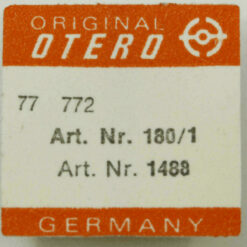 ORIGINAL
OTERO
77 772
Art. Nr. 180/1
Art. Nr. 1488
GERMANY